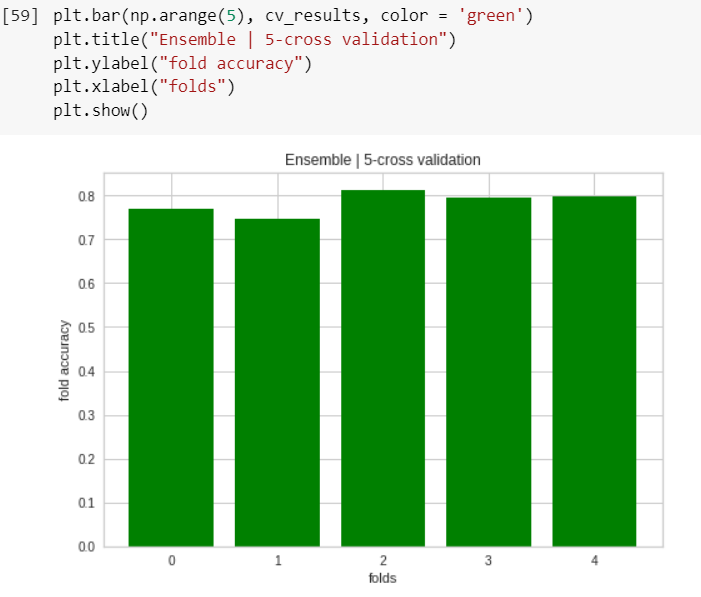 [59] plt.bar(np.arange(5), cv_results, color = 'green')
plt.title("Ensemble | 5-cross validation")
plt.ylabel("fold accuracy")
plt.xlabel("folds")
plt.show()
Ensemble | 5-cross validation
0.8
0.7
0.6
0.5
0.4
0.3
0.2
0.1
0.0
fold accuracy
0 1 2 3 4
folds